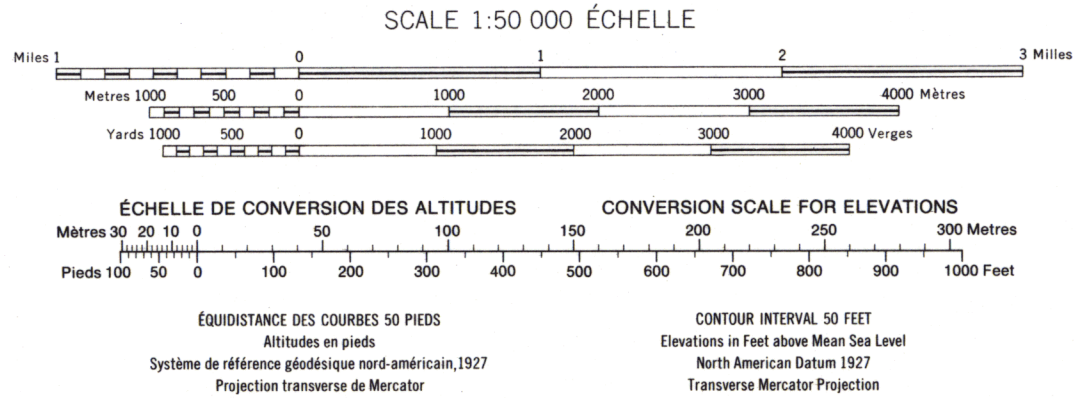 SCALE 1:50 000 ÉCHELLE
Miles 1 0 1 2 3 Milles
Metres 1000 500 0 1000 2000 3000 4000 Mètres
Yards 1000 500 0 1000 2000 3000 4000 Verges
ÉCHELLE DE CONVERSION DES ALTITUDES CONVERSION SCALE FOR ELEVATIONS
Mètres 30 20 10 0 50 100 150 200 250 300 Metres
Pieds 100 50 0 100 200 300 400 500 600 700 800 900 1000 Feet
ÉQUIDISTANCE DES COURBES 50 PIEDS
Altitudes en pieds
Système de référence géodésique nord-américain,1927
Projection transverse de Mercator
CONTOUR INTERVAL 50 FEET
Elevations in Feet above Mean Sea Level
North American Datum 1927
Transverse Mercator Projection